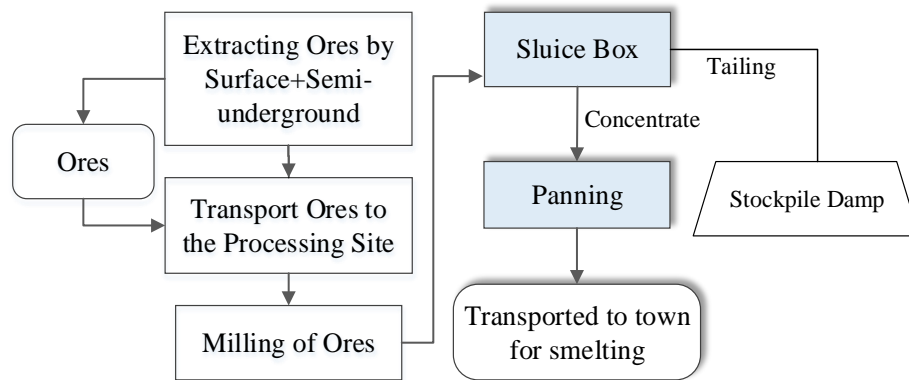 Extracting Ores by
Surface+Semi-
underground
Ores
Transport Ores to
the Processing Site
Milling of Ores
Sluice Box
Tailing
Concentrate
Panning
Stockpile Damp
Transported to town
for smelting